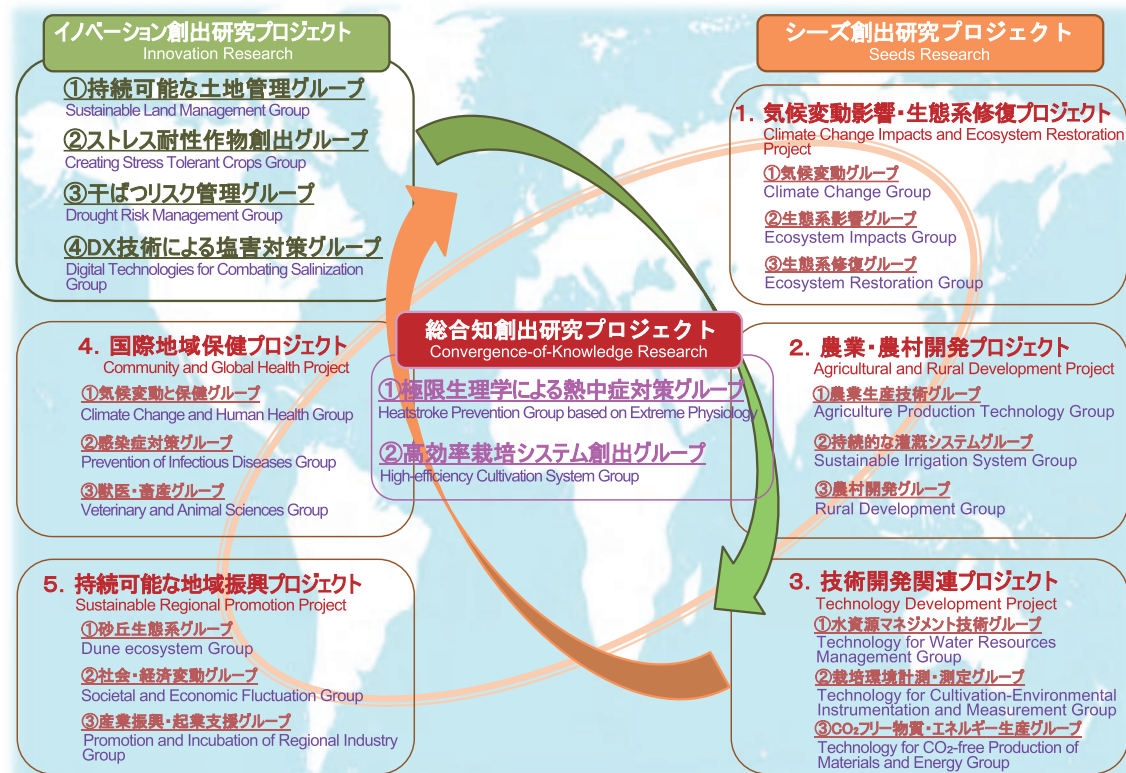 イノベーション創出研究プロジェクト
Innovation Research
①持続可能な土地管理グループ
Sustainable Land Management Group
②ストレス耐性作物創出グループ
Creating Stress Tolerant Crops Group
③干ばつリスク管理グループ
Drought Risk Management Group
④DX技術による塩害対策グループ
Digital Technologies for Combating Salinization
Group
シーズ創出研究プロジェクト
Seeds Research
1. 気候変動影響・生態系修復プロジェクト
Climate Change Impacts and Ecosystem Restoration
Project
①気候変動グループ
Climate Change Group
②生態系影響グループ
Ecosystem Impacts Group
③生態系修復グループ
Ecosystem Restoration Group
総合知創出研究プロジェクト
Convergence-of-Knowledge Research
①極限生理学による熱中症対策グループ
Heatstroke Prevention Group based on Extreme Physiology
②高効率栽培システム創出グループ
High-efficiency Cultivation System Group
2. 農業・農村開発プロジェクト
Agricultural and Rural Development Project
①農業生産技術グループ
Agriculture Production Technology Group
②持続的な灌漑システムグループ
Sustainable Irrigation System Group
③農村開発グループ
Rural Development Group
3. 技術開発関連プロジェクト
Technology Development Project
①水資源マネジメント技術グループ
Technology for Water Resources
Management Group
②栽培環境計測・測定グループ
Technology for Cultivation-Environmental
Instrumentation and Measurement Group
③CO₂フリー物質・エネルギー生産グループ
Technology for CO₂-free Production of
Materials and Energy Group
4. 国際地域保健プロジェクト
Community and Global Health Project
①気候変動と保健グループ
Climate Change and Human Health Group
②感染症対策グループ
Prevention of Infectious Diseases Group
③獣医・畜産グループ
Veterinary and Animal Sciences Group
5. 持続可能な地域振興プロジェクト
Sustainable Regional Promotion Project
①砂丘生態系グループ
Dune ecosystem Group
②社会・経済変動グループ
Societal and Economic Fluctuation Group
③産業振興・起業支援グループ
Promotion and Incubation of Regional Industry
Group